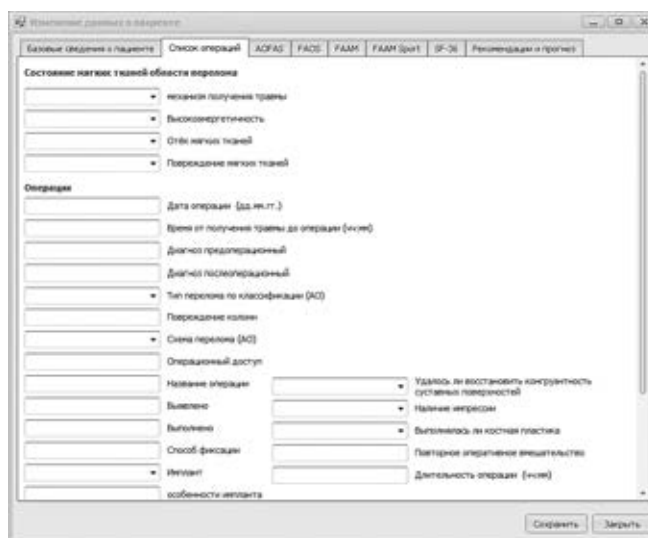 Изменение данных о пациенте
Базовые сведения о пациенте Список операций AOFAS FAOS FAAM FAAM Sport SF-36 Рекомендации и прогноз
Состояние мягких тканей области перелома
механизм получения травмы
Высокоэнергетичность
Отёк мягких тканей
Повреждение мягких тканей
Операции
Дата операции (дд.мм.гг.)
Время от получения травмы до операции (чч:мм)
Диагноз предоперационный
Диагноз послеоперационный
Тип перелома по классификации (АО)
Повреждение колонн
Схема перелома (АО)
Операционный доступ
Название операции Удалось ли восстановить конгруэнтность
суставных поверхностей
Выявлено Наличие импрессии
Выполнено Выполнялась ли костная пластика
Способ фиксации Повторное оперативное вмешательство
Имплант Длительность операции (чч:мм)
особенности импланта
Сохранить Закрыть